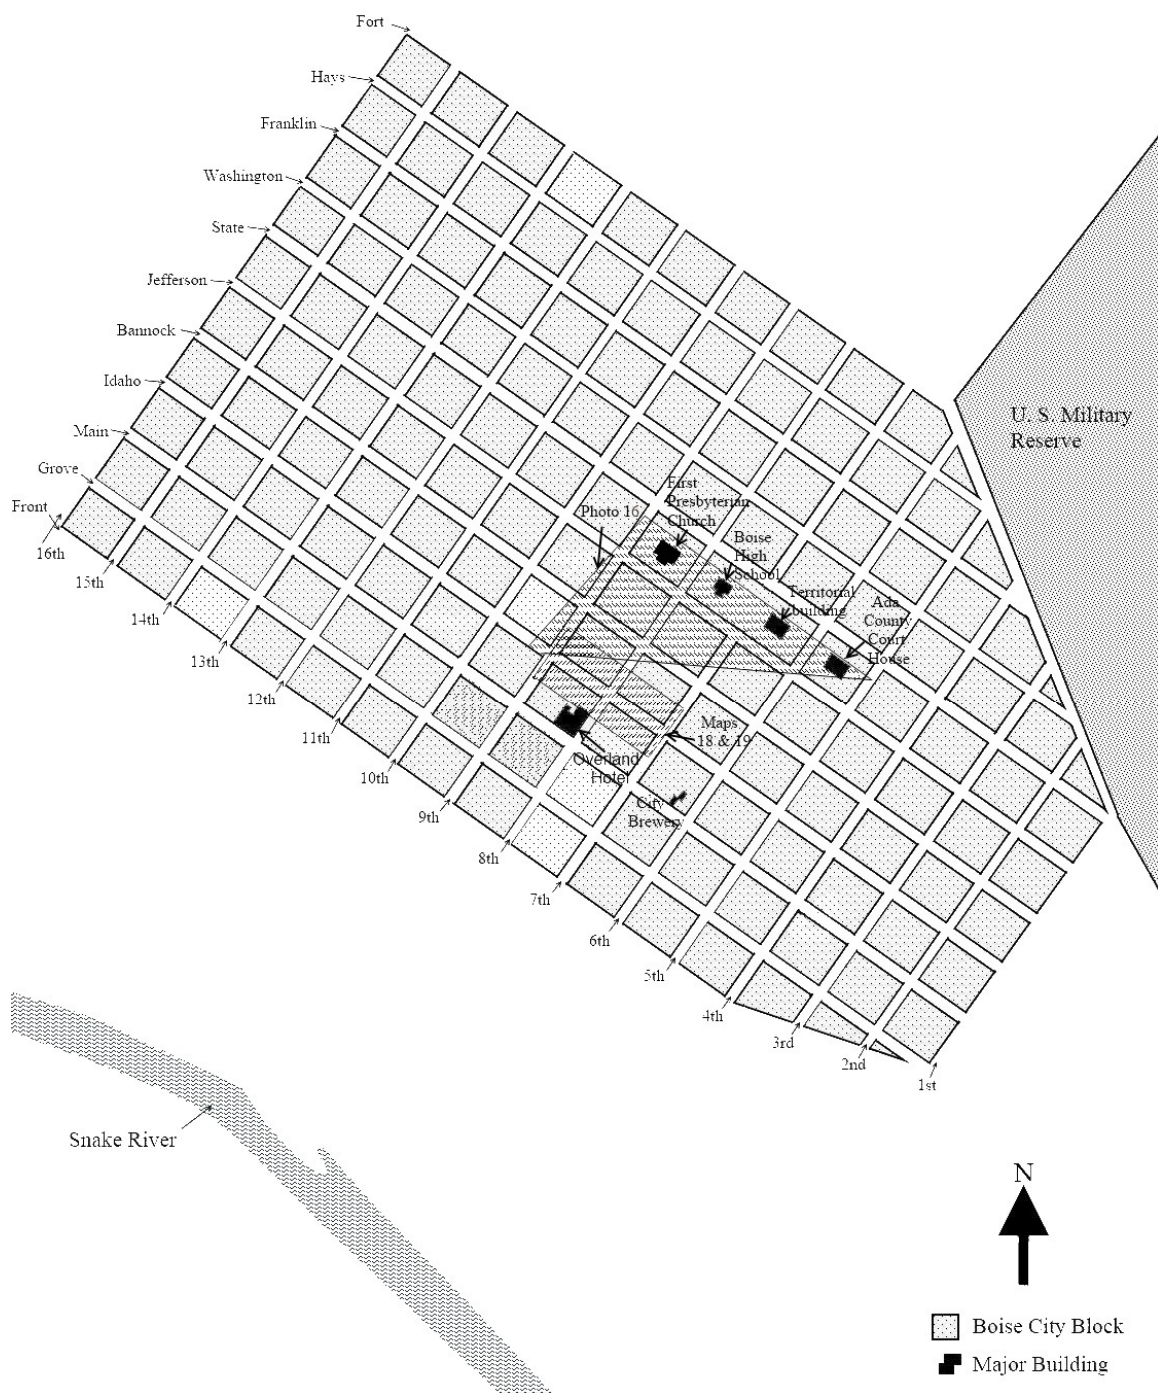 Fort
Hays
Franklin
Washington
State
Jefferson
Bannock
Idaho
Main
Grove
Front
16th
15th
14th
13th
12th
11th
10th
9th
8th
7th
6th
5th
4th
3rd
2nd
1st
U. S. Military
Reserve
First
Presbyterian
Church
Photo 16
Boise
High
School
Territorial
building
Ada
County
Court
House
Maps
18 & 19
Overland
Hotel
City
Brewery
Snake River
N
Boise City Block
Major Building